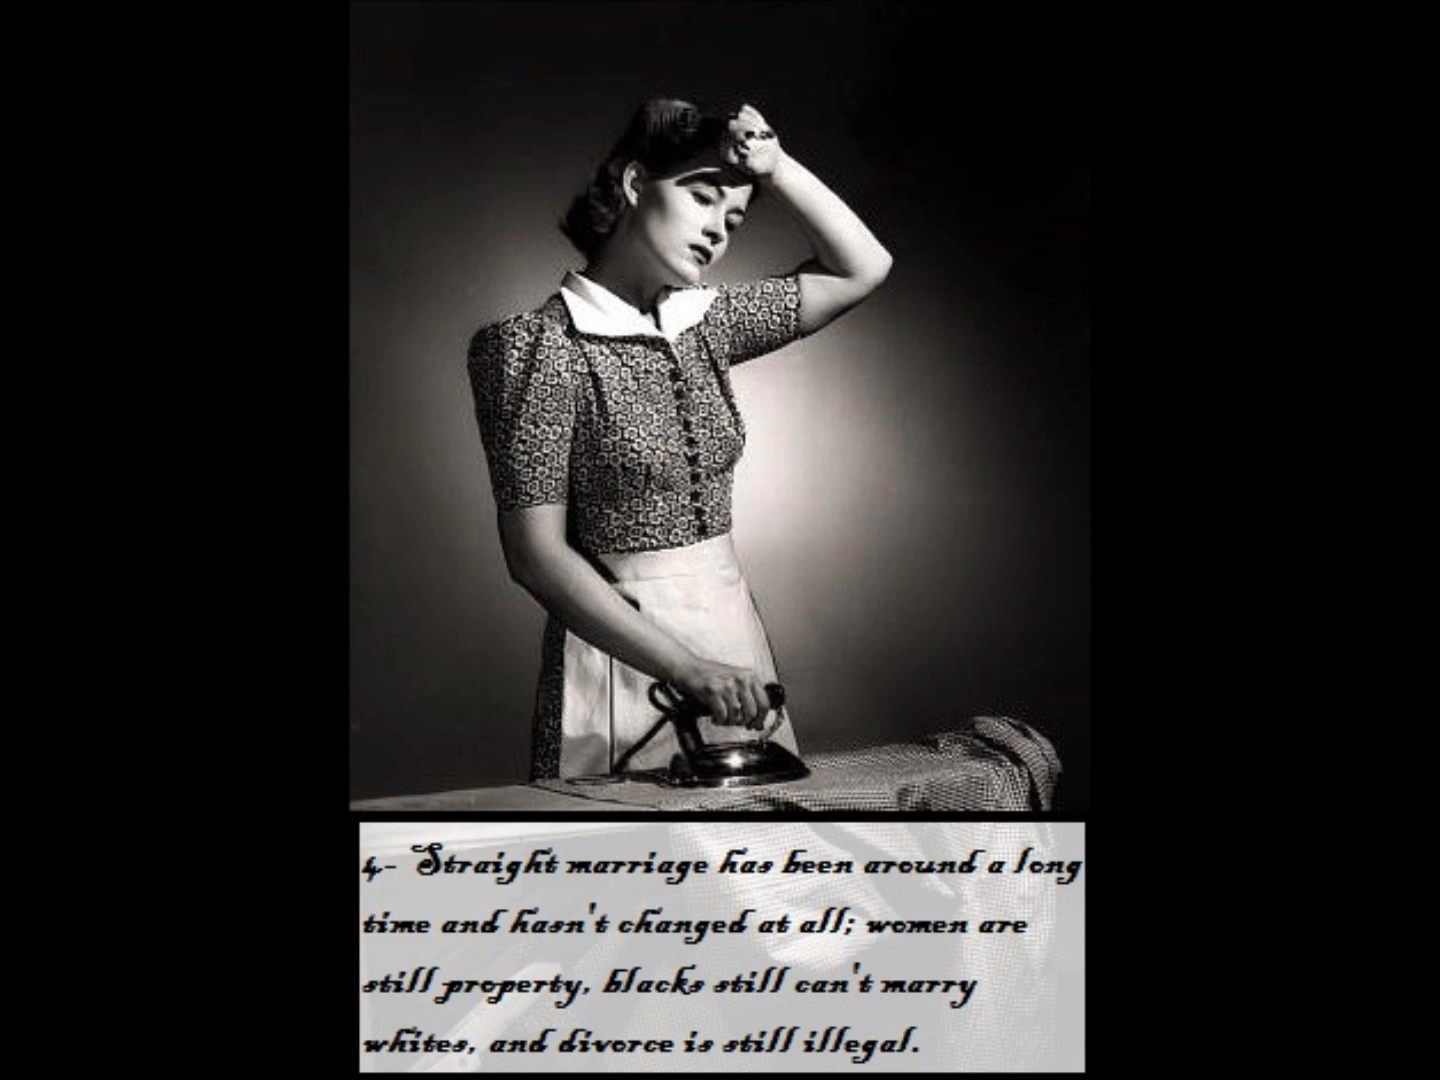 4- Straight marriage has been around a long
time and hasn't changed at all; women are
still property, blacks still can't marry
whites, and divorce is still illegal.